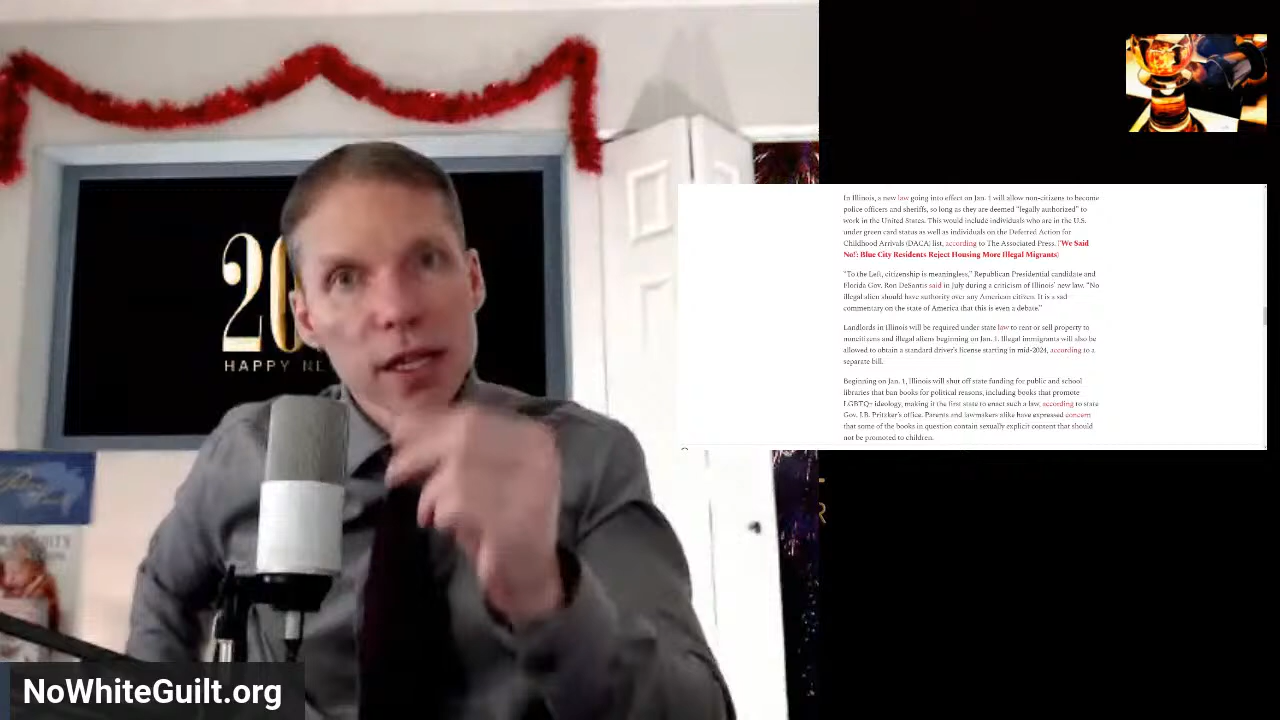 20
HAPPY NE
NoWhiteGuilt.org
In Illinois, a new law going into effect on Jan. 1 will allow non-citizens to become
police officers and sheriffs, so long as they are deemed “legally authorized” to
work in the United States. This would include individuals who are in the U.S.
under green card status as well as individuals on the Deferred Action for
Childhood Arrivals (DACA) list, according to The Associated Press. ['We Said
No!': Blue City Residents Reject Housing More Illegal Migrants]
“To the Left, citizenship is meaningless,” Republican Presidential candidate and
Florida Gov. Ron DeSantis said in July during a criticism of Illinois’ new law. “No
illegal alien should have authority over any American citizen. It is a sad
commentary on the state of America that this is even a debate.”
Landlords in Illinois will be required under state law to rent or sell property to
noncitizens and illegal aliens beginning on Jan. 1. Illegal immigrants will also be
allowed to obtain a standard driver’s license starting in mid-2024, according to a
separate bill.
Beginning on Jan. 1, Illinois will shut off state funding for public and school
libraries that ban books for political reasons, including books that promote
LGBTQ+ ideology, making it the first state to enact such a law, according to state
Gov. J.B. Pritzker’s office. Parents and lawmakers alike have expressed concern
that some of the books in question contain sexually explicit content that should
not be promoted to children.